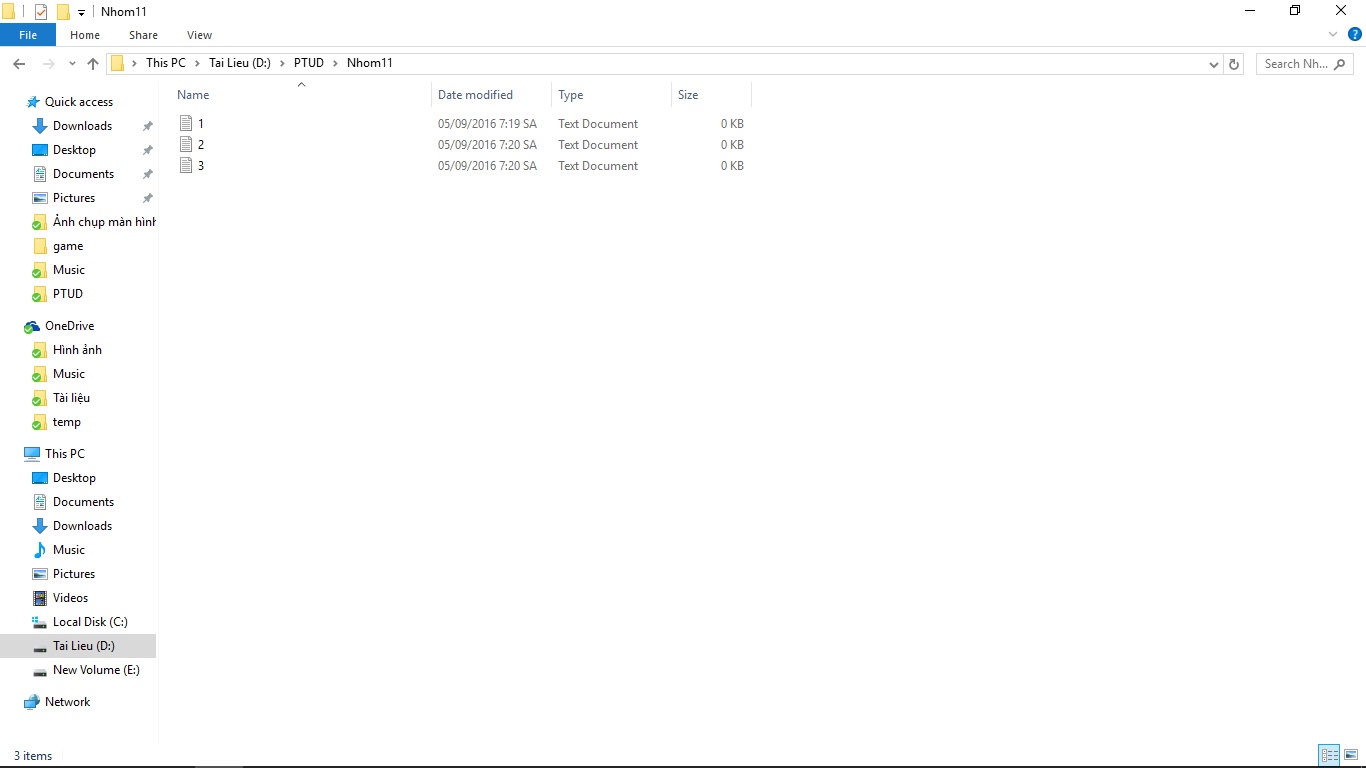 Nhom11
File Home Share View
This PC Tai Lieu (D:) PTUD Nhom11
Search Nh...
Name Date modified Type Size
1 05/09/2016 7:19 SA Text Document 0 KB
2 05/09/2016 7:20 SA Text Document 0 KB
3 05/09/2016 7:20 SA Text Document 0 KB
Quick access
Downloads
Desktop
Documents
Pictures
Ảnh chụp màn hình
game
Music
PTUD
OneDrive
Hình ảnh
Music
Tài liệu
temp
This PC
Desktop
Documents
Downloads
Music
Pictures
Videos
Local Disk (C:)
Tai Lieu (D:)
New Volume (E:)
Network
3 items